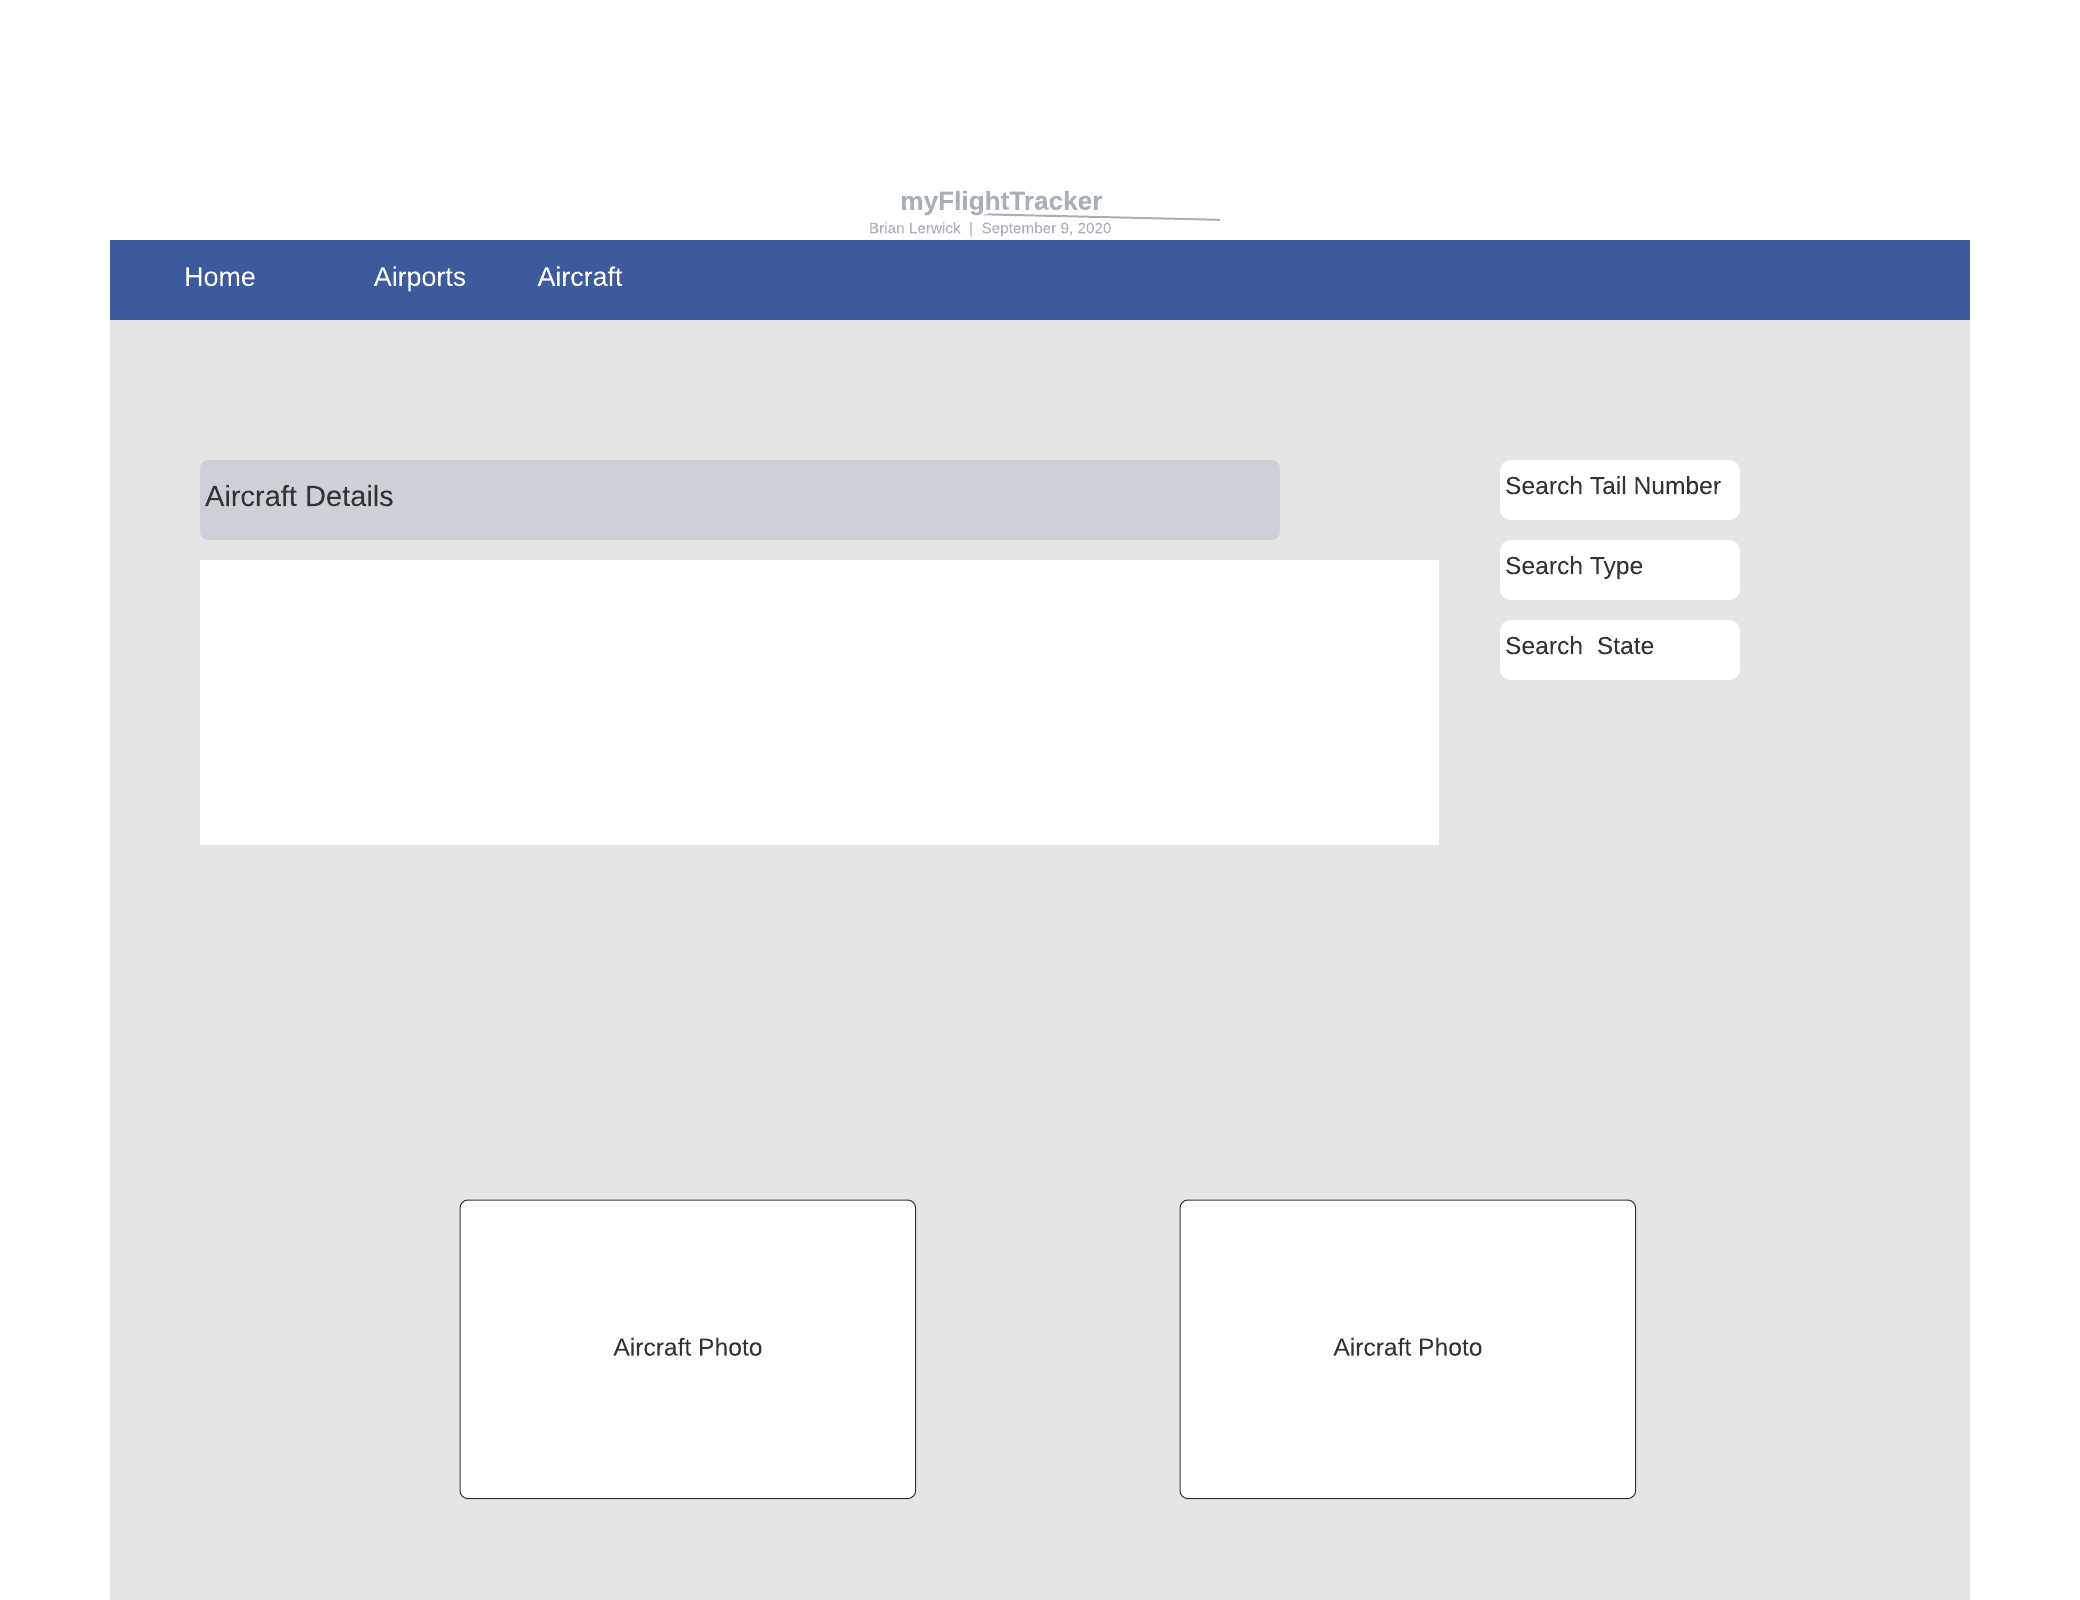 myFlightTracker
Brian Lerwick | September 9, 2020
Home Airports Aircraft
Aircraft Details
Search Tail Number
Search Type
Search  State
Aircraft Photo
Aircraft Photo